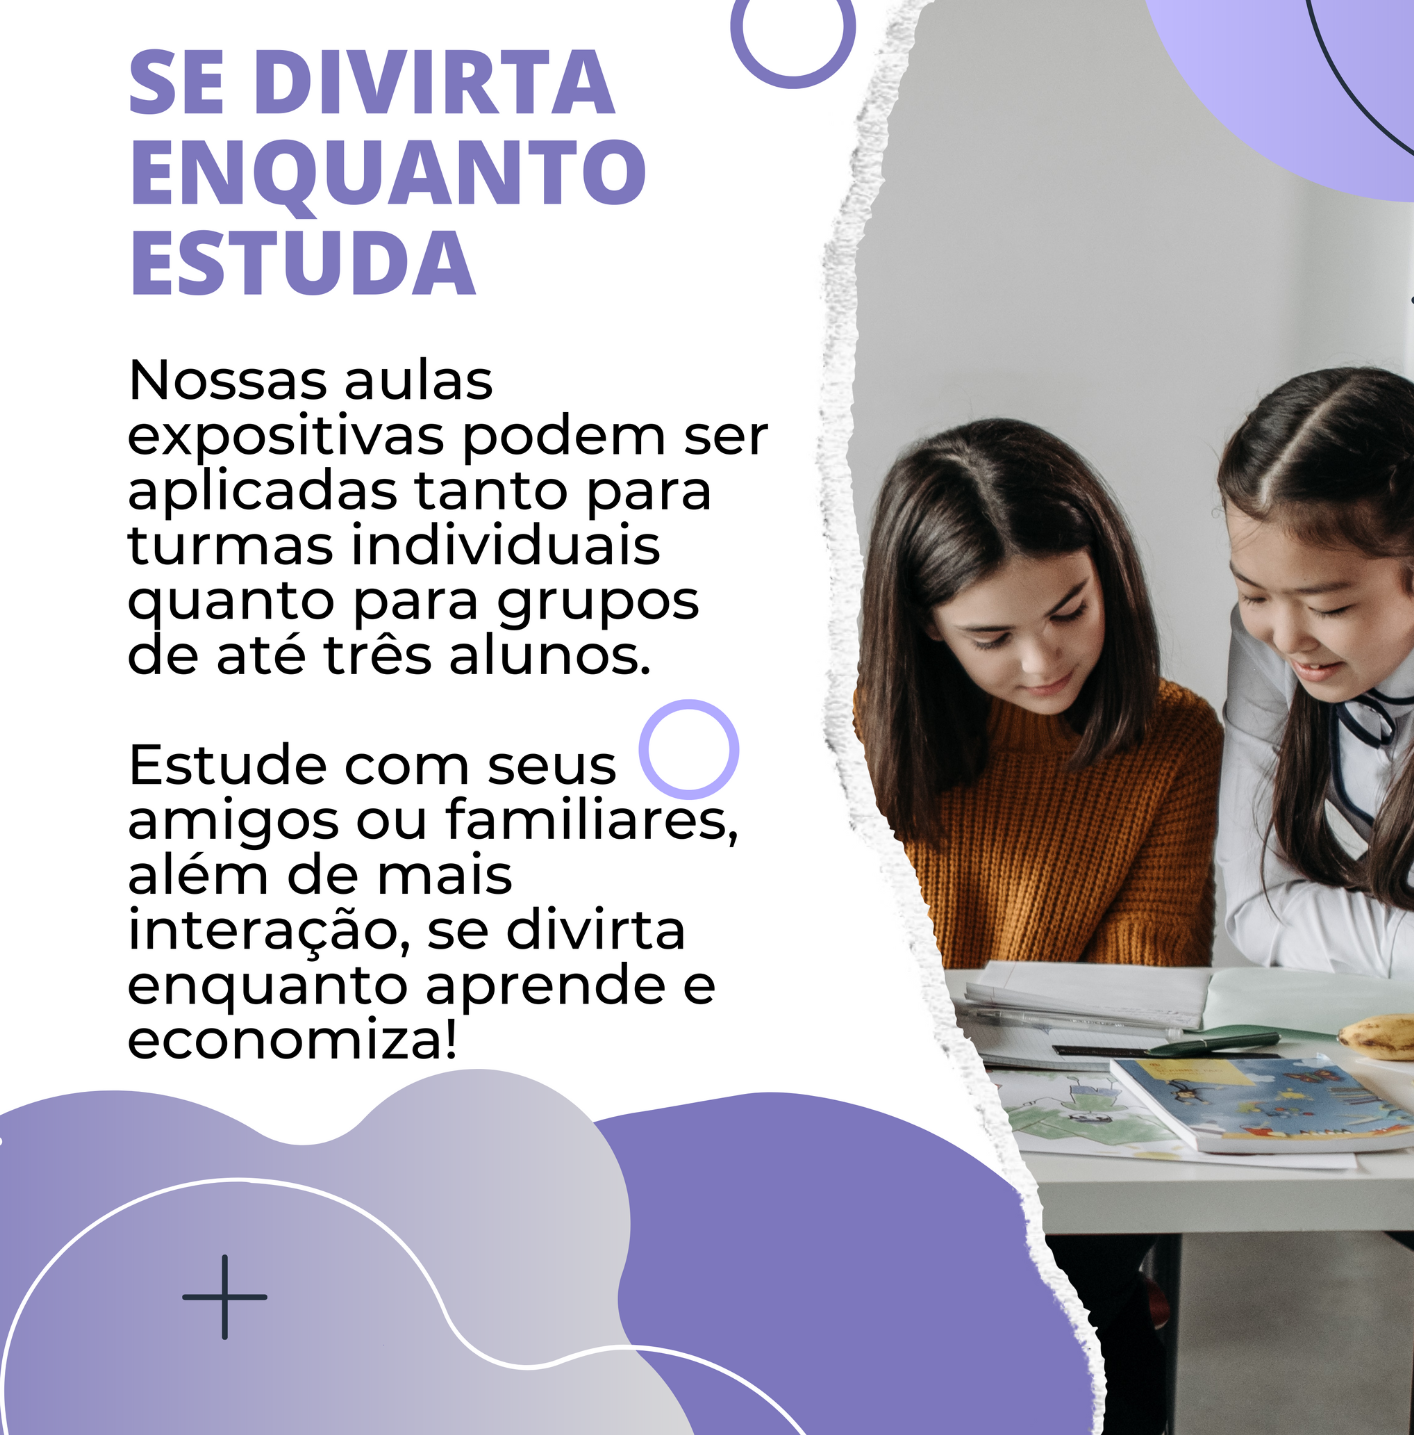 SE DIVIRTA
ENQUANTO
ESTUDA
Nossas aulas
expositivas podem ser
aplicadas tanto para
turmas individuais
quanto para grupos
de até três alunos.
Estude com seus
amigos ou familiares,
além de mais
interação, se divirta
enquanto aprende e
economiza!